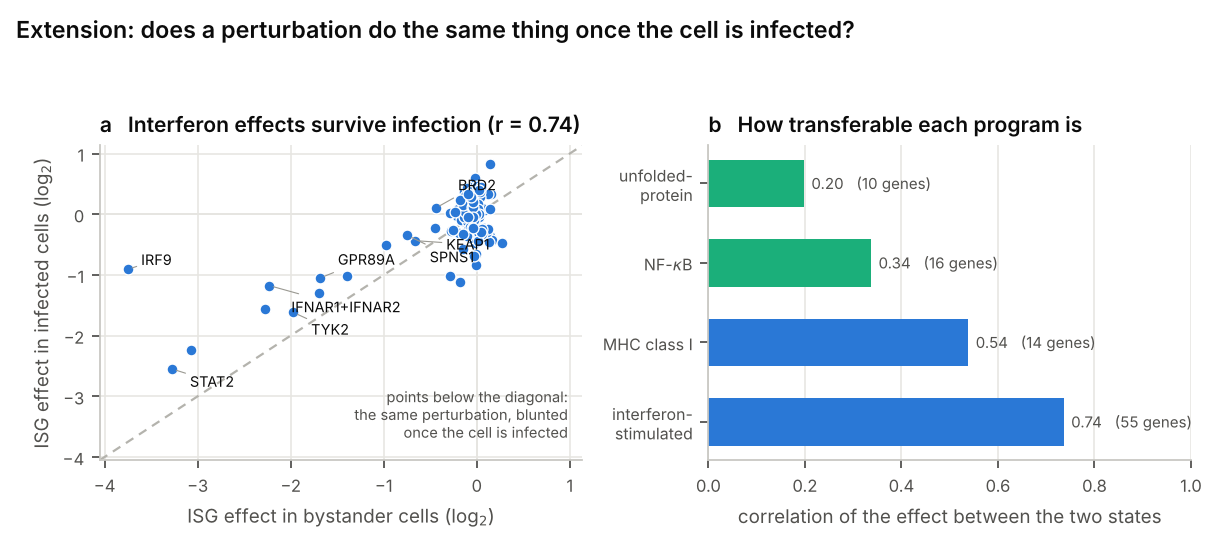 Extension: does a perturbation do the same thing once the cell is infected?
a Interferon effects survive infection (r = 0.74)
1
0
−1
−2
−3
−4
ISG effect in infected cells (log₂)
BRD2
KEAP1
SPNS1
GPR89A
IRF9
IFNAR1+IFNAR2
TYK2
STAT2
points below the diagonal:
the same perturbation, blunted
once the cell is infected
−4
−3
−2
−1
0
1
ISG effect in bystander cells (log₂)
b How transferable each program is
unfolded-
protein
0.20 (10 genes)
NF-κB
0.34 (16 genes)
MHC class I
0.54 (14 genes)
interferon-
stimulated
0.74 (55 genes)
0.0
0.2
0.4
0.6
0.8
1.0
correlation of the effect between the two states